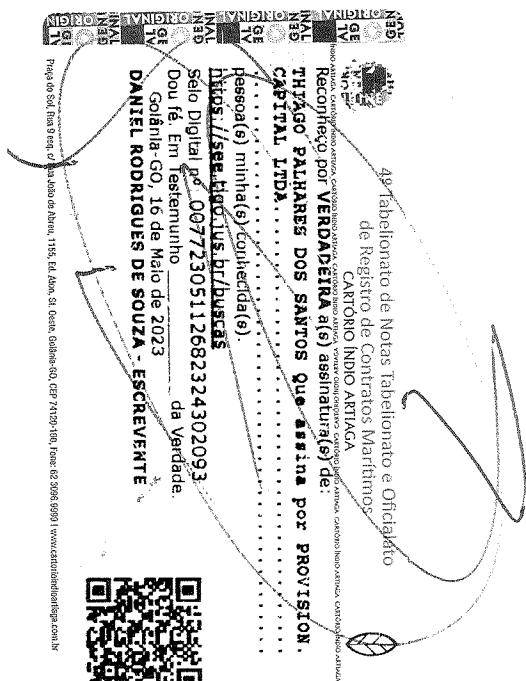 4º Tabelionato de Notas Tabelionato e Oficialato
de Registro de Contratos Marítimos
CARTÓRIO ÍNDIO ARTIAGA
Reconheço por VERDADEIRA a(s) assinatura(s) de:
THIAGO PALHARES DOS SANTOS Que assina por PROVISION.
CAPITAL LTDA
pessoa(s) minha(s) conhecida(s).
https://see.tjgo.jus.br/buscas
Selo Digital nº 00772305112682324302093
Dou fé. Em Testemunho ________ da Verdade.
Goiânia-GO, 16 de Maio de 2023
DANIEL RODRIGUES DE SOUZA - ESCREVENTE
Praça do Sol, Rua 9 esq. c/ Rua João de Abreu, 1155, Ed. Aton, St. Oeste, Goiânia-GO, CEP 74120-100, Fone: 62 3096.9999 | www.cartorioindioartiaga.com.br